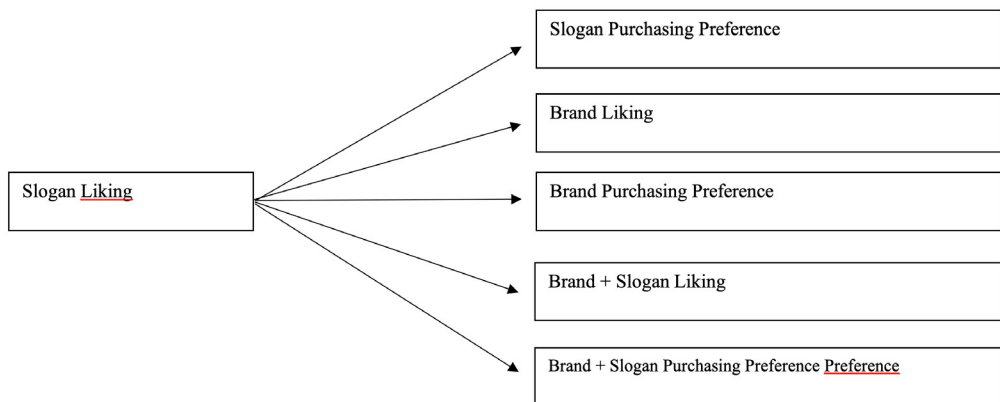 Slogan Purchasing Preference
Brand Liking
Slogan Liking
Brand Purchasing Preference
Brand + Slogan Liking
Brand + Slogan Purchasing Preference Preference